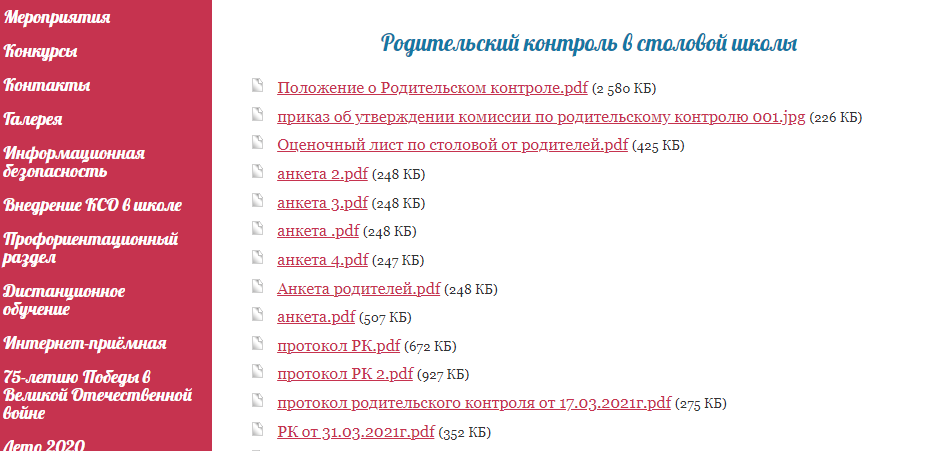 Мероприятия
Конкурсы
Контакты
Галерея
Информационная
безопасность
Внедрение КСО в школе
Профориентационный
раздел
Дистанционное
обучение
Интернет-приёмная
75-летию Победы в
Великой Отечественной
войне
Лето 2020
Родительский контроль в столовой школы
Положение о Родительском контроле.pdf (2 580 КБ)
приказ об утверждении комиссии по родительскому контролю 001.jpg (226 КБ)
Оценочный лист по столовой от родителей.pdf (425 КБ)
анкета 2.pdf (248 КБ)
анкета 3.pdf (248 КБ)
анкета .pdf (248 КБ)
анкета 4.pdf (247 КБ)
Анкета родителей.pdf (248 КБ)
анкета.pdf (507 КБ)
протокол РК.pdf (672 КБ)
протокол РК 2.pdf (927 КБ)
протокол родительского контроля от 17.03.2021г.pdf (275 КБ)
РК от 31.03.2021г.pdf (352 КБ)